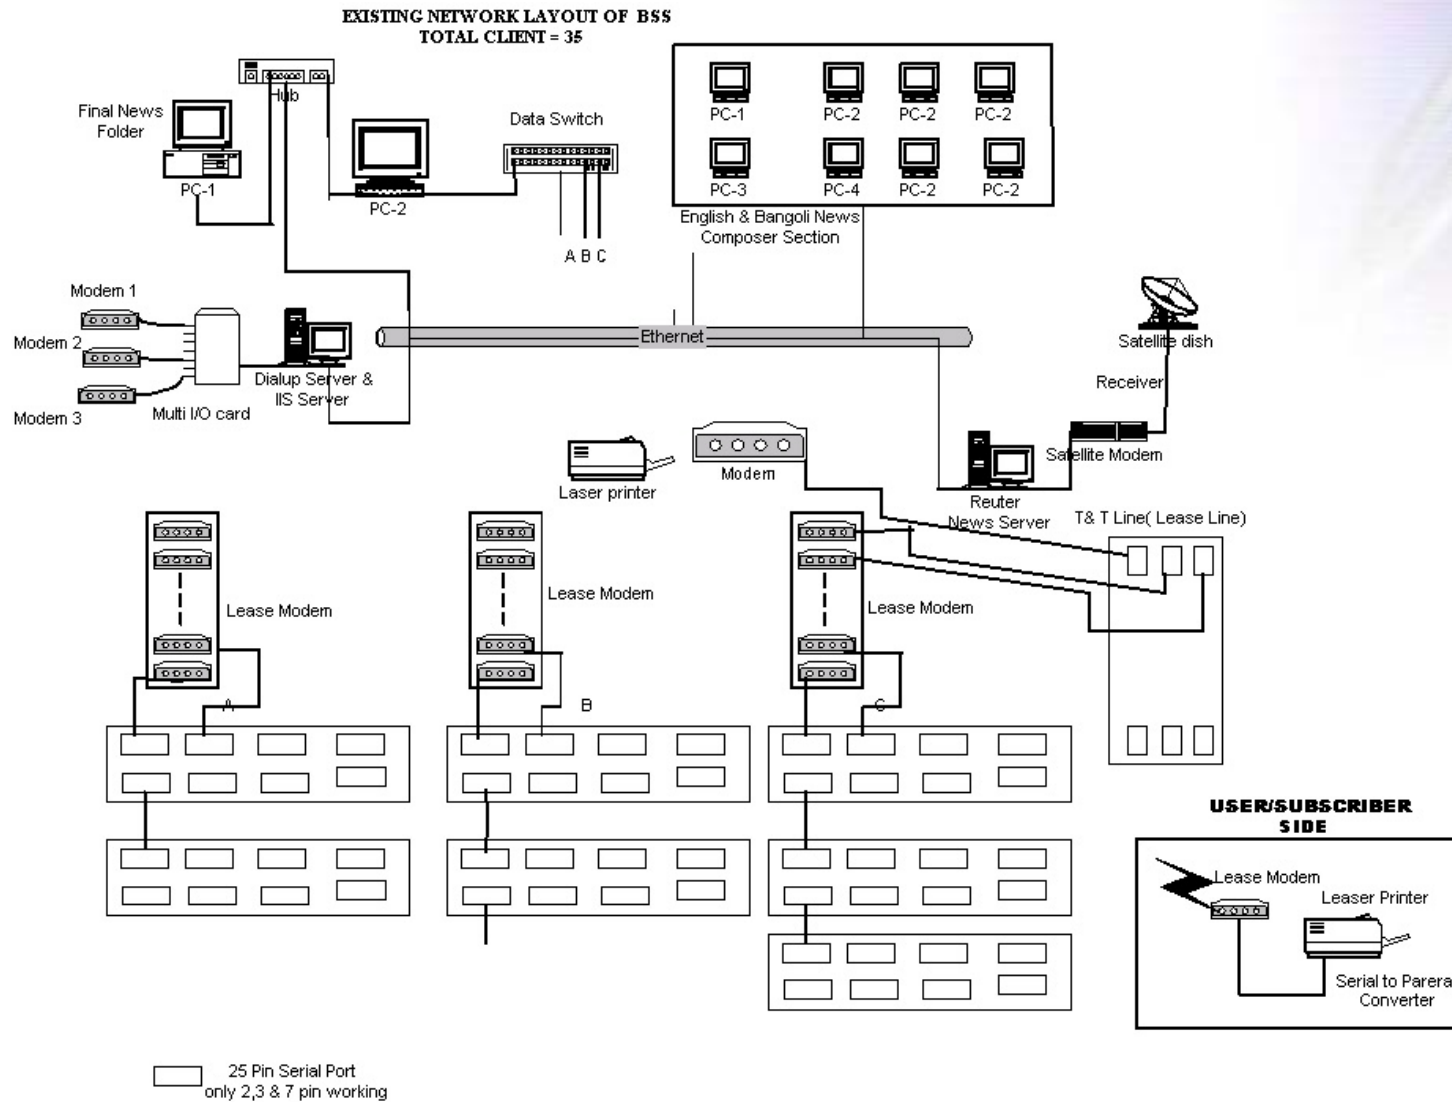 EXISTING NETWORK LAYOUT OF BSS
TOTAL CLIENT = 35
Hub
Final News
Folder
PC-1
PC-2
Data Switch
A B C
PC-1
PC-2
PC-2
PC-2
PC-3
PC-4
PC-2
PC-2
English & Bangoli News
Composer Section
Modem 1
Modem 2
Modem 3
Multi I/O card
Dialup Server &
IIS Server
Ethernet
Satellite dish
Receiver
Satellite Modem
Reuter
News Server
Laser printer
Modem
T& T Line( Lease Line)
Lease Modem
Lease Modem
Lease Modem
A
B
C
USER/SUBSCRIBER
SIDE
Lease Modem
Leaser Printer
Serial to Parera
Converter
25 Pin Serial Port
only 2,3 & 7 pin working